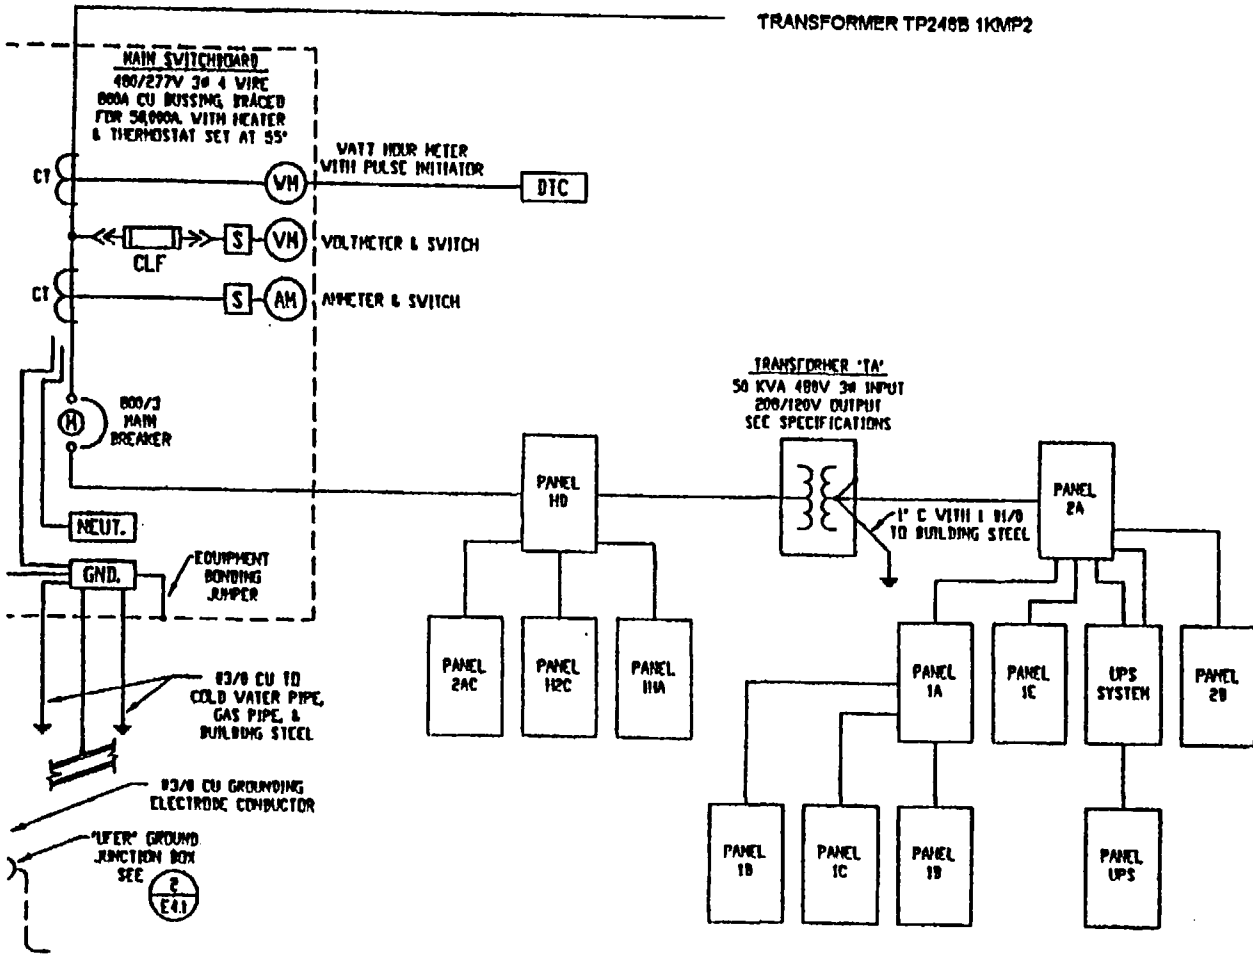 TRANSFORMER TP246B 1KMP2
MAIN SWITCHBOARD
480/277V 3Ø 4 WIRE
800A CU BUSSING, BRACED
FOR 50,000A. WITH HEATER
& THERMOSTAT SET AT 55°
CT
WATT HOUR METER
WITH PULSE INITIATOR
WM
DTC
S
VM
VOLTMETER & SWITCH
CLF
CT
S
AM
AMMETER & SWITCH
800/3
MAIN
BREAKER
M
TRANSFORMER "TA"
50 KVA 480V 3Ø INPUT
208/120V OUTPUT
SEE SPECIFICATIONS
PANEL
HD
PANEL
2A
1" C WITH 1 #1/0
TO BUILDING STEEL
NEUT.
GND.
EQUIPMENT
BONDING
JUMPER
PANEL
2AC
PANEL
H2C
PANEL
HHA
PANEL
1A
PANEL
1E
UPS
SYSTEM
PANEL
2B
#3/0 CU TO
COLD WATER PIPE,
GAS PIPE, &
BUILDING STEEL
#3/0 CU GROUNDING
ELECTRODE CONDUCTOR
"UFER" GROUND
JUNCTION BOX
SEE
2
E4.1
PANEL
1B
PANEL
1C
PANEL
PANEL
UPS